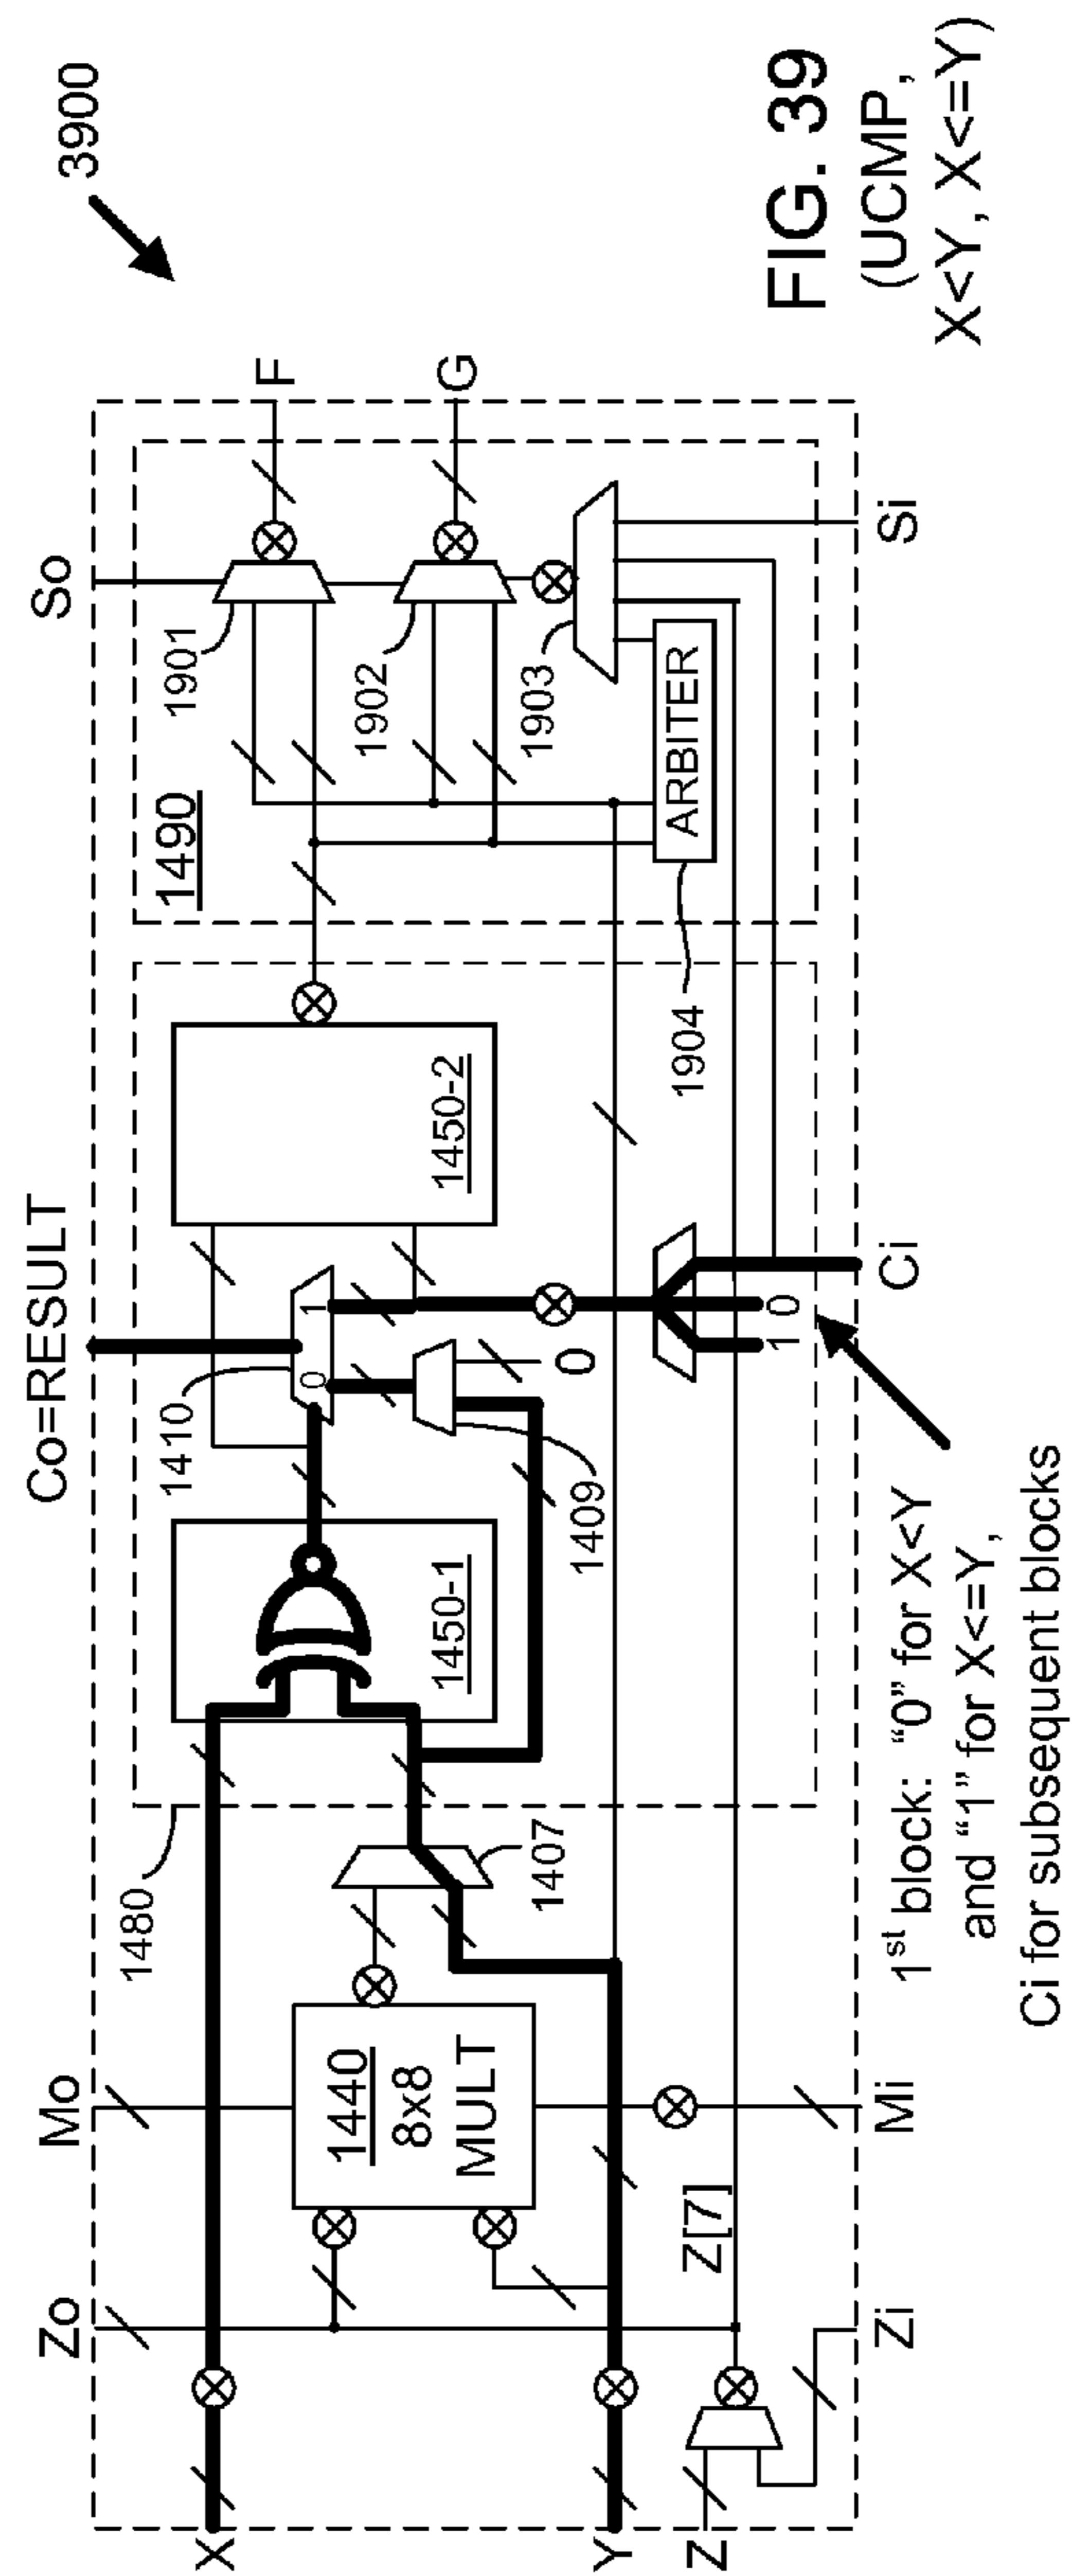 3900
Zo
Mo
Co=RESULT
So
1480
1440
8x8
MULT
1407
1450-1
1409
1410
0
1
0
1450-2
1490
1901
1902
1903
1904
ARBITER
X
Y
Z
Z[7]
1 0
F
G
Zi
Mi
Ci
Si
1st block: “0” for X<Y
and “1” for X<=Y,
Ci for subsequent blocks
FIG. 39
(UCMP,
X<Y, X<=Y)